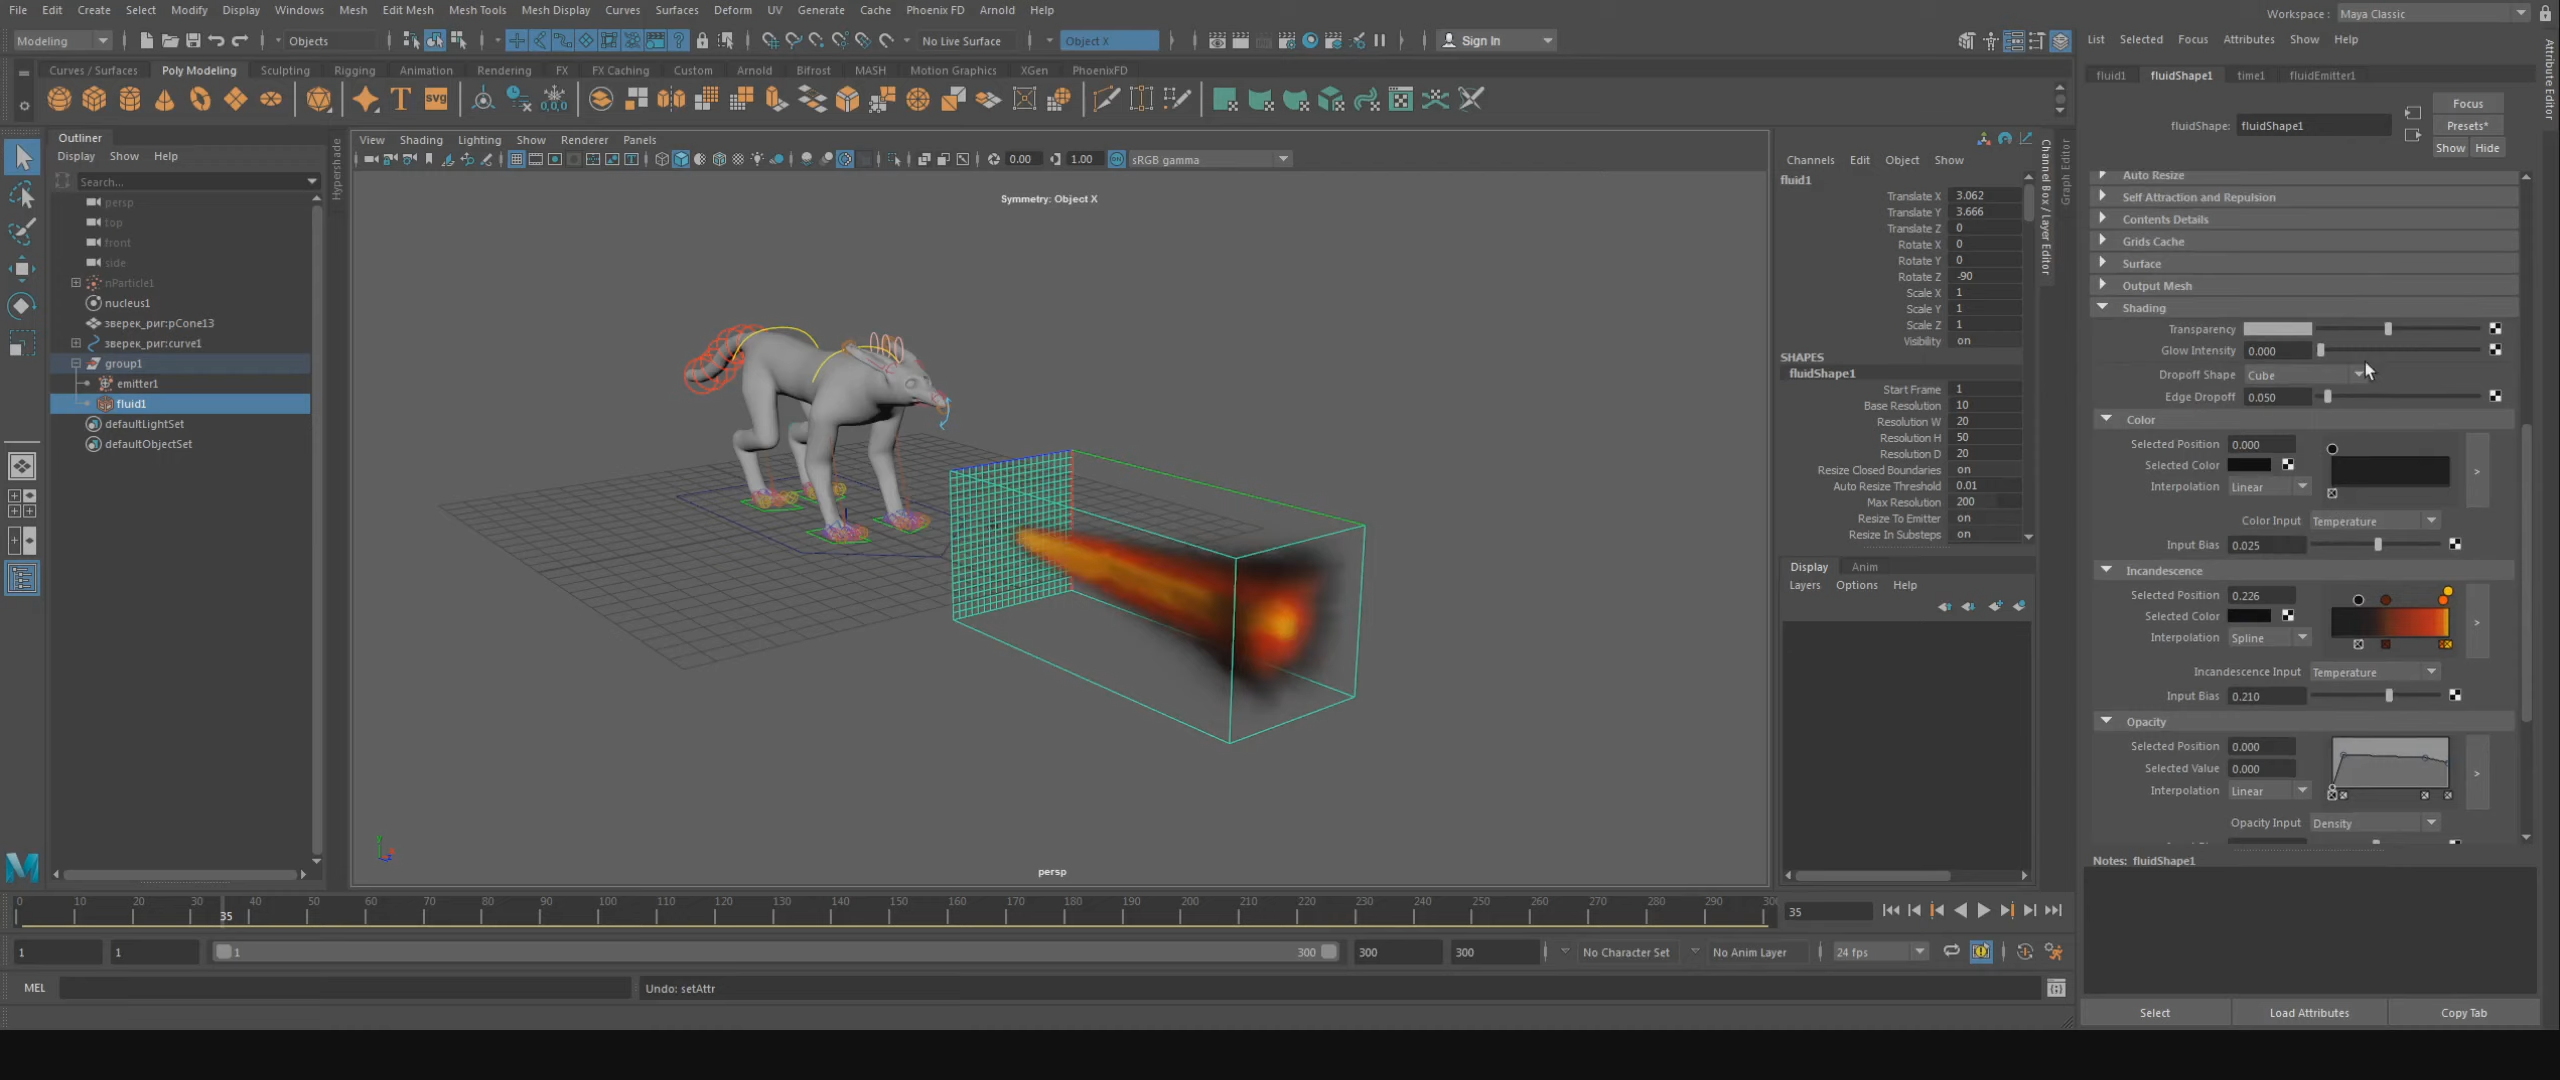 File Edit Create Select Modify Display Windows Mesh Edit Mesh Mesh Tools Mesh Display Curves Surfaces Deform UV Generate Cache Phoenix FD Arnold Help
Workspace : Maya Classic
Modeling Objects No Live Surface Object X Sign In
List Selected Focus Attributes Show Help
Curves / Surfaces Poly Modeling Sculpting Rigging Animation Rendering FX FX Caching Custom Arnold Bifrost MASH Motion Graphics XGen PhoenixFD
fluid1 fluidShape1 time1 fluidEmitter1
Attribute Editor
T svg
Focus
fluidShape: fluidShape1 Presets*
Show Hide
Outliner
Display Show Help
Search...
persp
top
front
side
nParticle1
nucleus1
зверек_риг:pCone13
зверек_риг:curve1
group1
emitter1
fluid1
defaultLightSet
defaultObjectSet
Hypershade
View Shading Lighting Show Renderer Panels
0.00 1.00 sRGB gamma
Symmetry: Object X
persp
Channels Edit Object Show
fluid1
Translate X 3.062
Translate Y 3.666
Translate Z 0
Rotate X 0
Rotate Y 0
Rotate Z -90
Scale X 1
Scale Y 1
Scale Z 1
Visibility on
SHAPES
fluidShape1
Start Frame 1
Base Resolution 10
Resolution W 20
Resolution H 50
Resolution D 20
Resize Closed Boundaries on
Auto Resize Threshold 0.01
Max Resolution 200
Resize To Emitter on
Resize In Substeps on
Display Anim
Layers Options Help
Channel Box / Layer Editor
Graph Editor
Auto Resize
Self Attraction and Repulsion
Contents Details
Grids Cache
Surface
Output Mesh
Shading
Transparency
Glow Intensity 0.000
Dropoff Shape Cube
Edge Dropoff 0.050
Color
Selected Position 0.000
Selected Color
Interpolation Linear
>
Color Input Temperature
Input Bias 0.025
Incandescence
Selected Position 0.226
Selected Color
Interpolation Spline
>
Incandescence Input Temperature
Input Bias 0.210
Opacity
Selected Position 0.000
Selected Value 0.000
Interpolation Linear
>
Opacity Input Density
Notes: fluidShape1
Select Load Attributes Copy Tab
0 10 20 30 40 50 60 70 80 90 100 110 120 130 140 150 160 170 180 190 200 210 220 230 240 250 260 270 280 290 30
35
35
1 1 1 300 300 300 No Character Set No Anim Layer 24 fps
MEL Undo: setAttr